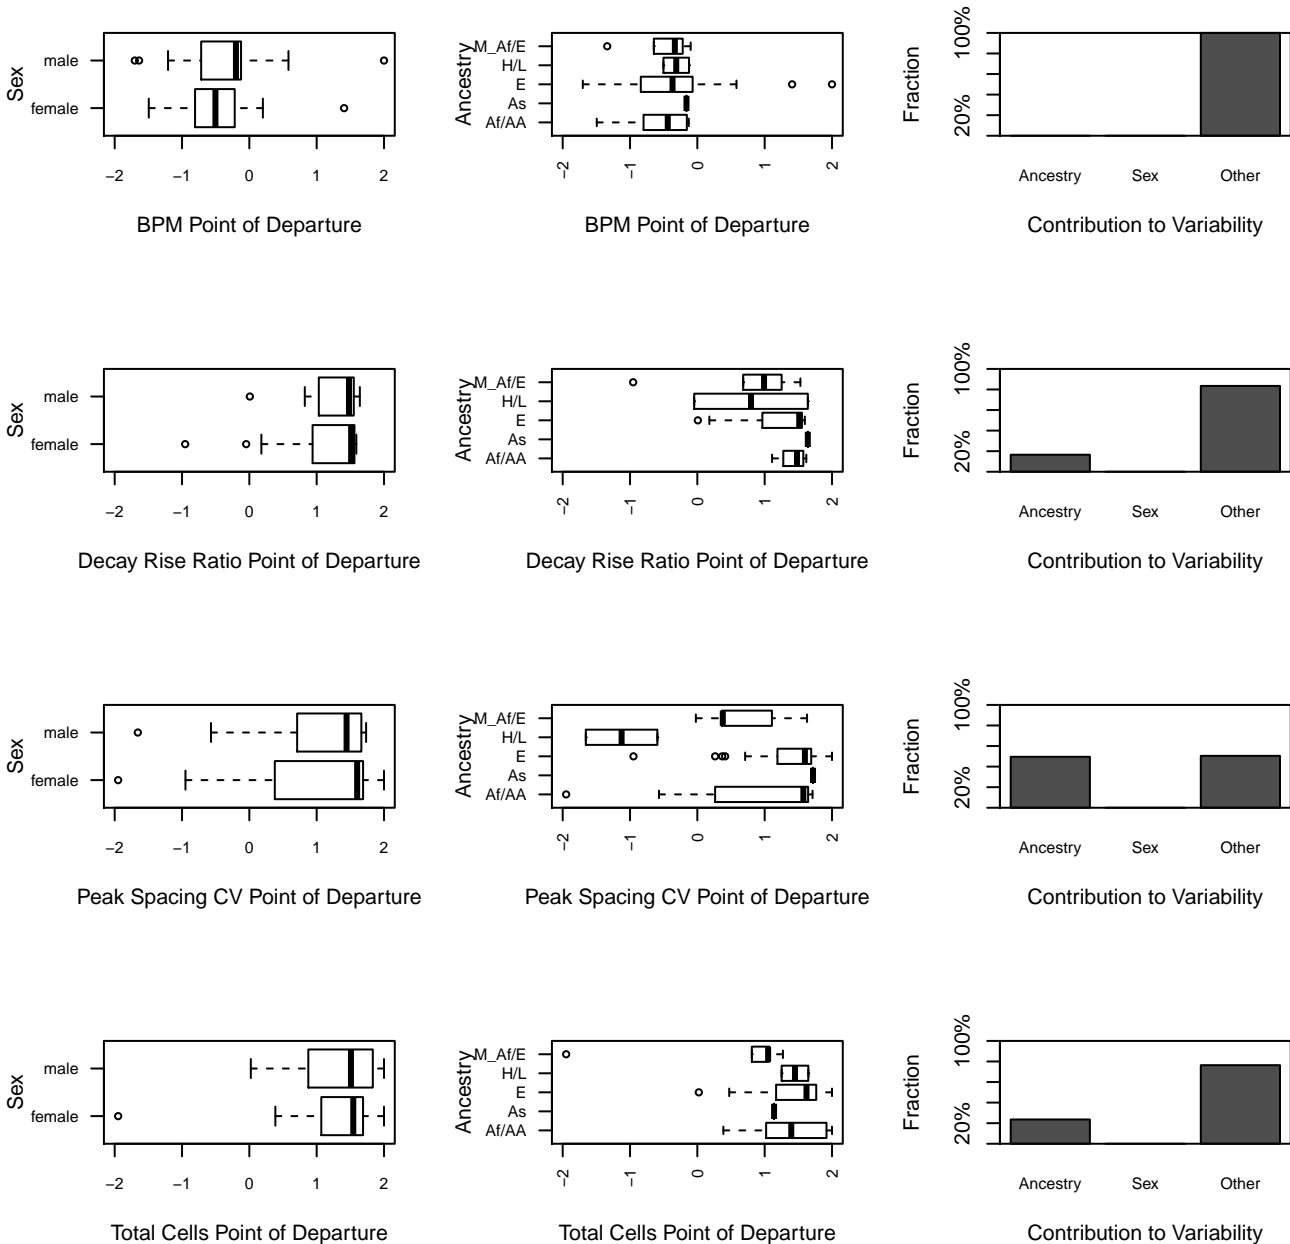 Sex
male
female
−2 −1 0 1 2
BPM Point of Departure
Ancestry
M_Af/E
H/L
E
As
Af/AA
−2 −1 0 1 2
BPM Point of Departure
Fraction
100%
20%
Ancestry Sex Other
Contribution to Variability
Sex
male
female
−2 −1 0 1 2
Decay Rise Ratio Point of Departure
Ancestry
M_Af/E
H/L
E
As
Af/AA
−2 −1 0 1 2
Decay Rise Ratio Point of Departure
Fraction
100%
20%
Ancestry Sex Other
Contribution to Variability
Sex
male
female
−2 −1 0 1 2
Peak Spacing CV Point of Departure
Ancestry
M_Af/E
H/L
E
As
Af/AA
−2 −1 0 1 2
Peak Spacing CV Point of Departure
Fraction
100%
20%
Ancestry Sex Other
Contribution to Variability
Sex
male
female
−2 −1 0 1 2
Total Cells Point of Departure
Ancestry
M_Af/E
H/L
E
As
Af/AA
−2 −1 0 1 2
Total Cells Point of Departure
Fraction
100%
20%
Ancestry Sex Other
Contribution to Variability